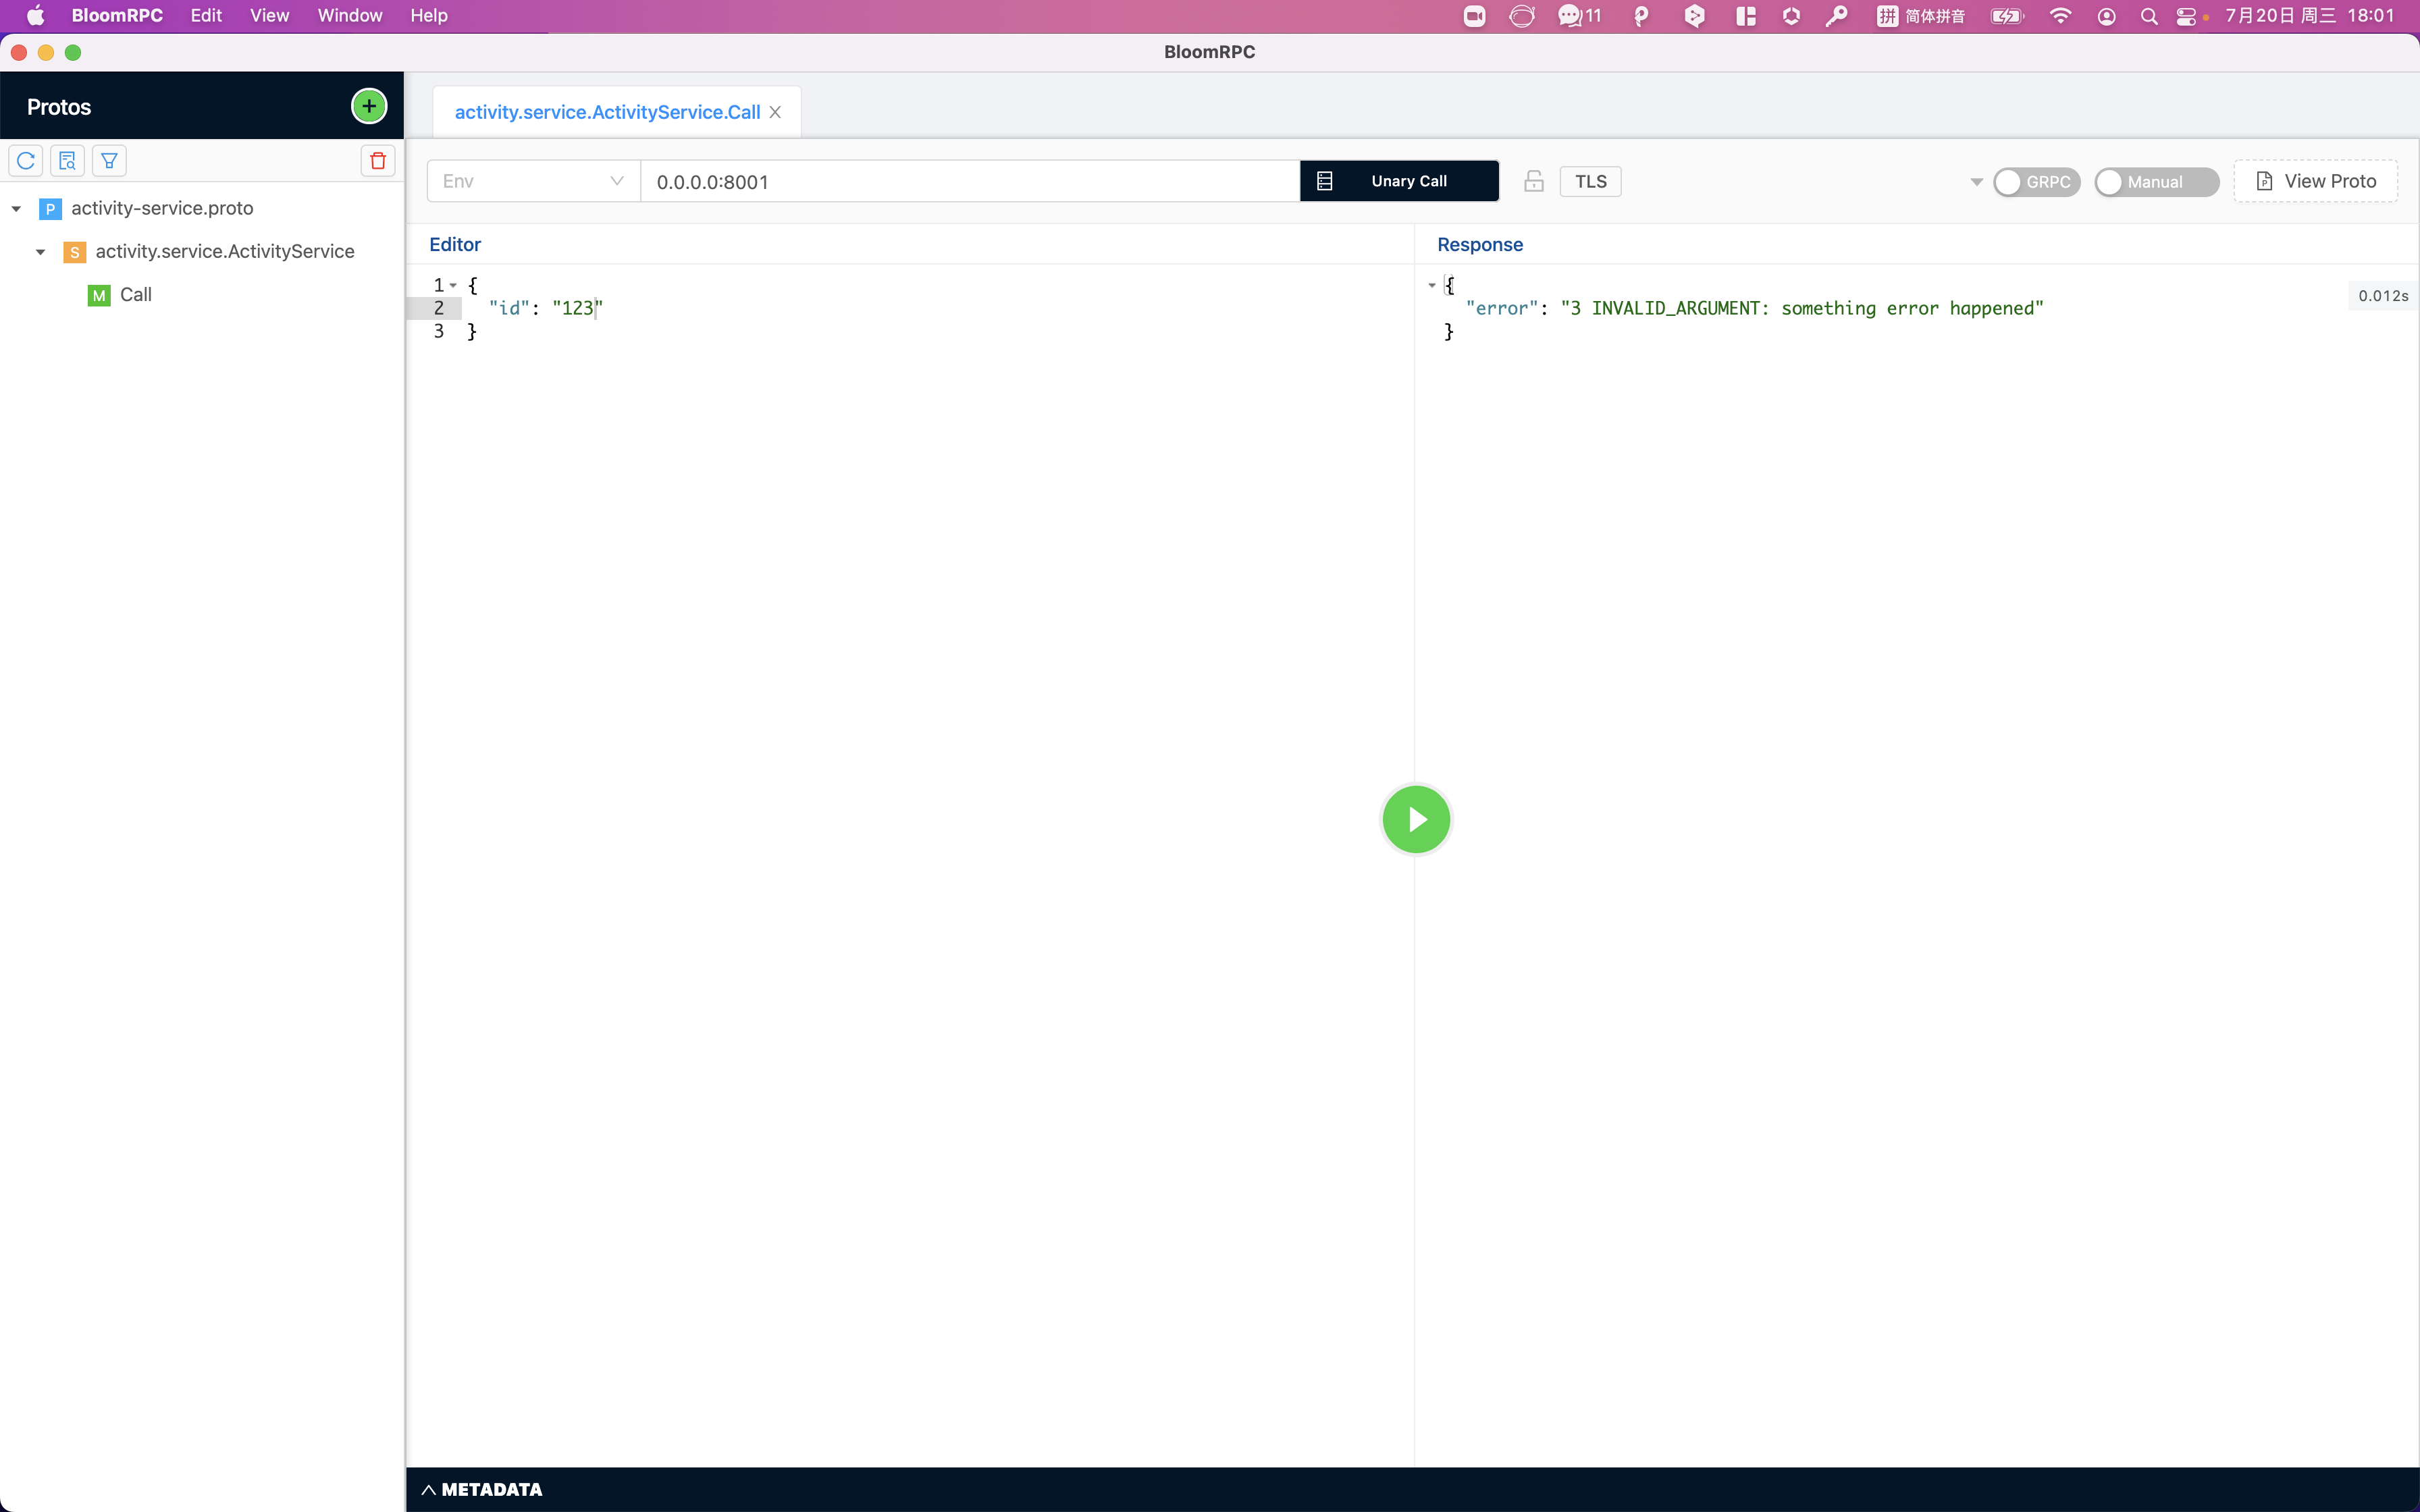 BloomRPC Edit View Window Help 11 拼 简体拼音 7月20日 周三 18:01
BloomRPC
Protos
activity.service.ActivityService.Call
Env 0.0.0.0:8001 Unary Call TLS GRPC Manual View Proto
P activity-service.proto
S activity.service.ActivityService
M Call
Editor
1 {
2 "id": "123"
3 }
Response
{
"error": "3 INVALID_ARGUMENT: something error happened"
}
0.012s
METADATA